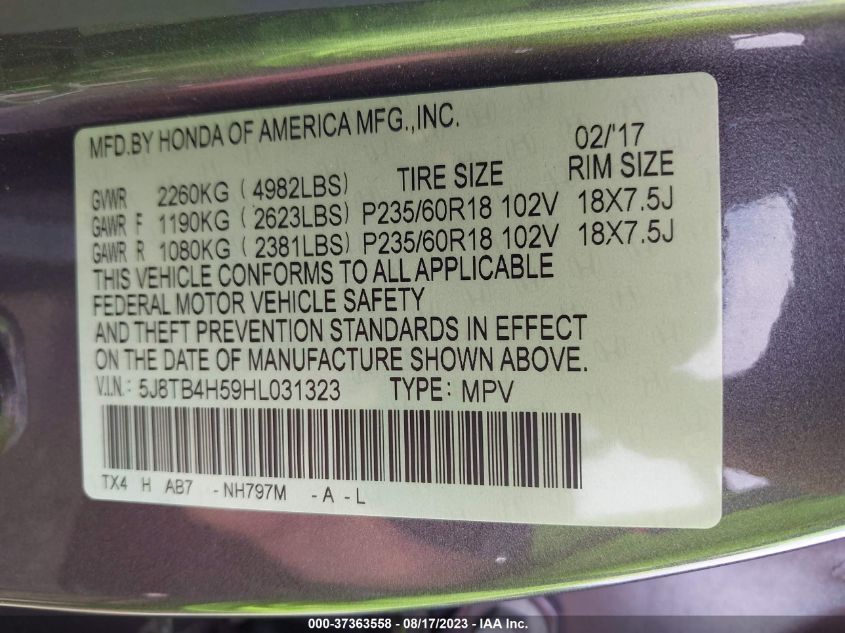 MFD.BY HONDA OF AMERICA MFG.,INC. 02/'17
GVWR 2260KG ( 4982LBS) TIRE SIZE RIM SIZE
GAWR F 1190KG ( 2623LBS) P235/60R18 102V 18X7.5J
GAWR R 1080KG ( 2381LBS) P235/60R18 102V 18X7.5J
THIS VEHICLE CONFORMS TO ALL APPLICABLE
FEDERAL MOTOR VEHICLE SAFETY
AND THEFT PREVENTION STANDARDS IN EFFECT
ON THE DATE OF MANUFACTURE SHOWN ABOVE.
V.I.N.: 5J8TB4H59HL031323 TYPE: MPV
TX4 H AB7 -NH797M -A-L
000-37363558 - 08/17/2023 - IAA Inc.